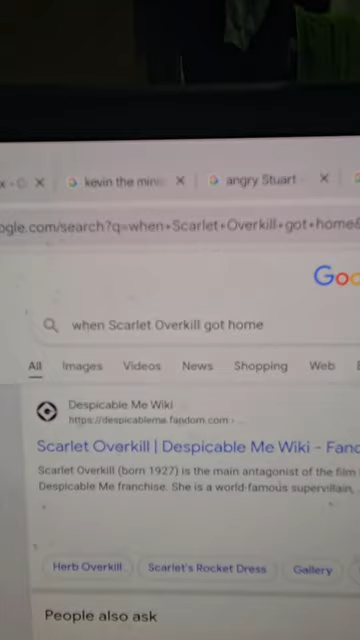 kevin the mini
angry Stuart
ogle.com/search?q=when+Scarlet+Overkill+got+home&
Goo
when Scarlet Overkill got home
All Images Videos News Shopping Web
Despicable Me Wiki
https://despicableme.fandom.com ›
Scarlet Overkill | Despicable Me Wiki - Fand
Scarlet Overkill (born 1927) is the main antagonist of the film
Despicable Me franchise. She is a world-famous supervillain,
Herb Overkill Scarlet's Rocket Dress Gallery
People also ask